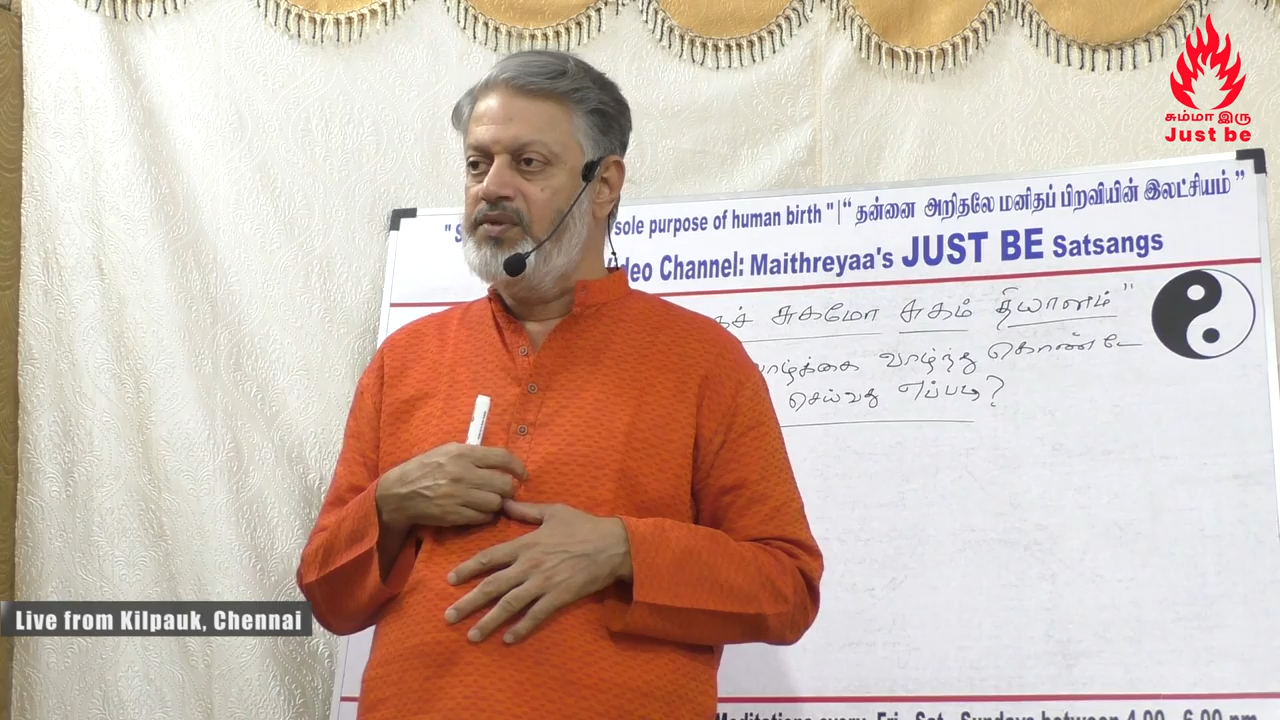 சும்மா இரு
Just be
sole purpose of human birth " | “ தன்னை அறிதலே மனிதப் பிறவியின் இலட்சியம் ”
Video Channel: Maithreyaa's JUST BE Satsangs
சுகமோ சுகம் தியானம் "
வாழ்க்கை வாழ்ந்து கொண்டே
செய்வது எப்படி?
Live from Kilpauk, Chennai
Meditations every Fri, Sat, Sundays between 4.00 - 6.00 pm